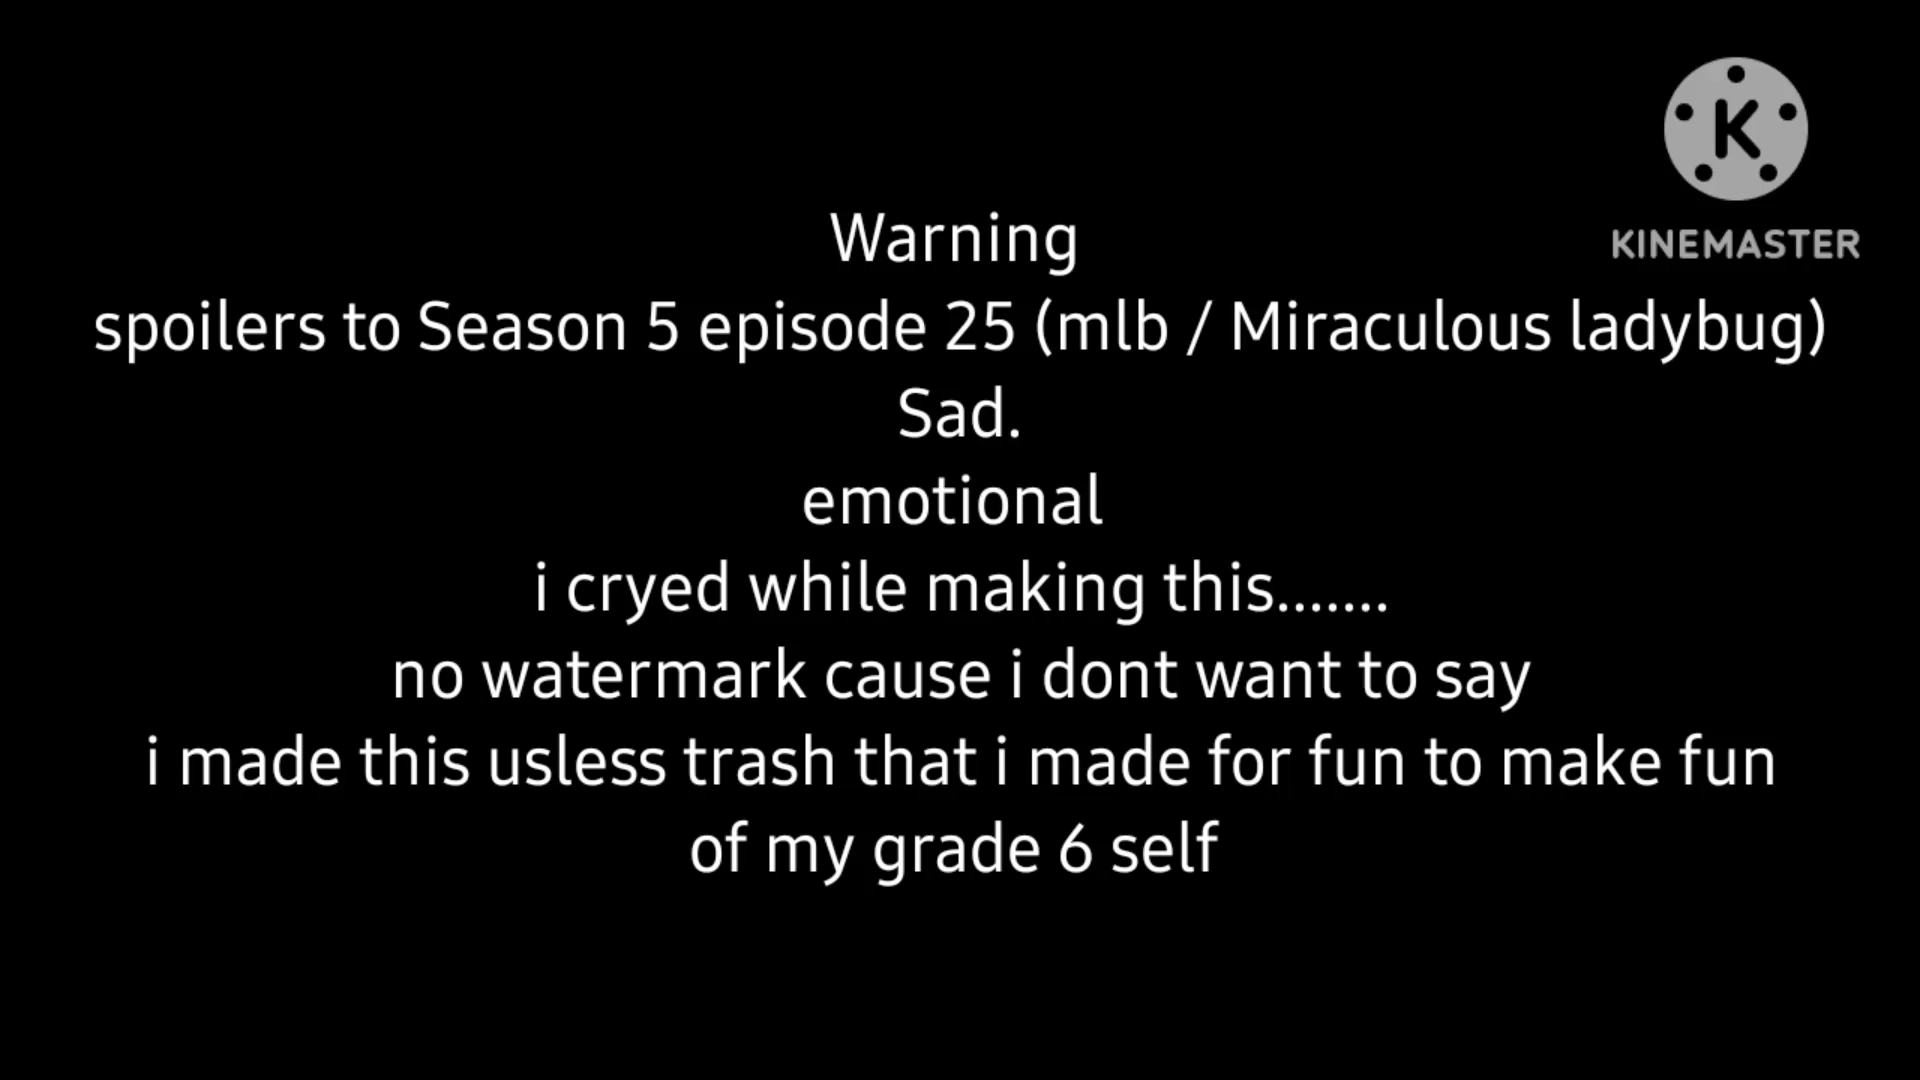 K
KINEMASTER
Warning
spoilers to Season 5 episode 25 (mlb / Miraculous ladybug)
Sad.
emotional
i cryed while making this.......
no watermark cause i dont want to say
i made this usless trash that i made for fun to make fun
of my grade 6 self